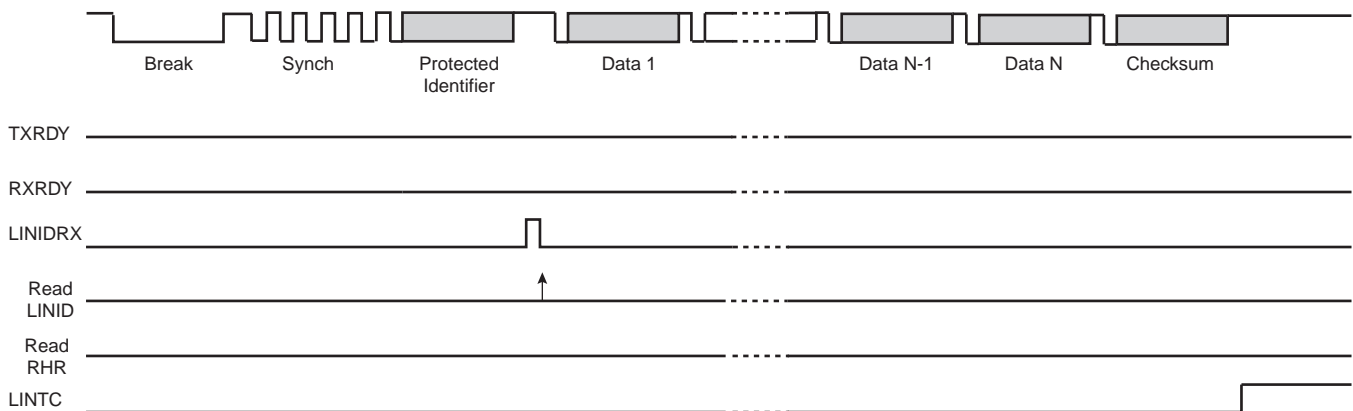 Break Synch Protected Data 1 Data N-1 Data N Checksum
Identifier
TXRDY
RXRDY
LINIDRX
Read
LINID
Read
RHR
LINTC